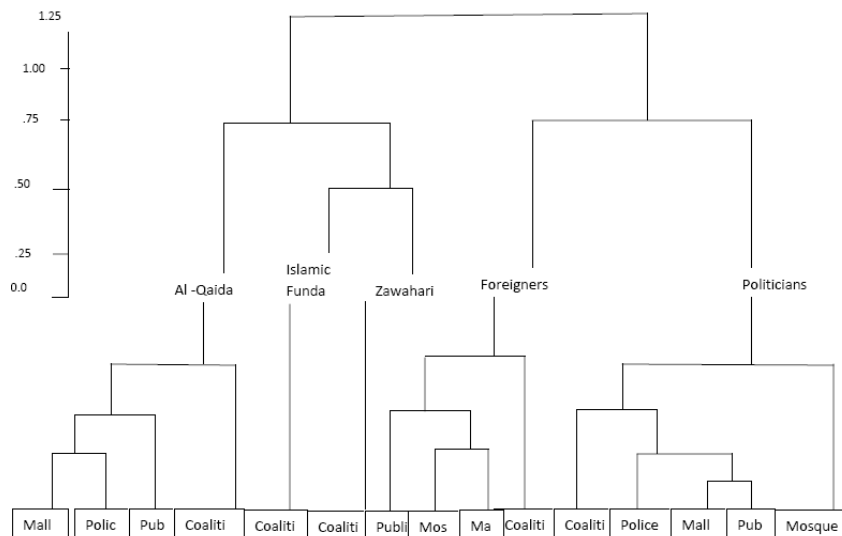 1.25
1.00
.75
.50
.25
0.0
Al -Qaida
Islamic
Funda
Zawahari
Foreigners
Politicians
Mall
Polic
Pub
Coaliti
Coaliti
Coaliti
Publi
Mos
Ma
Coaliti
Coaliti
Police
Mall
Pub
Mosque